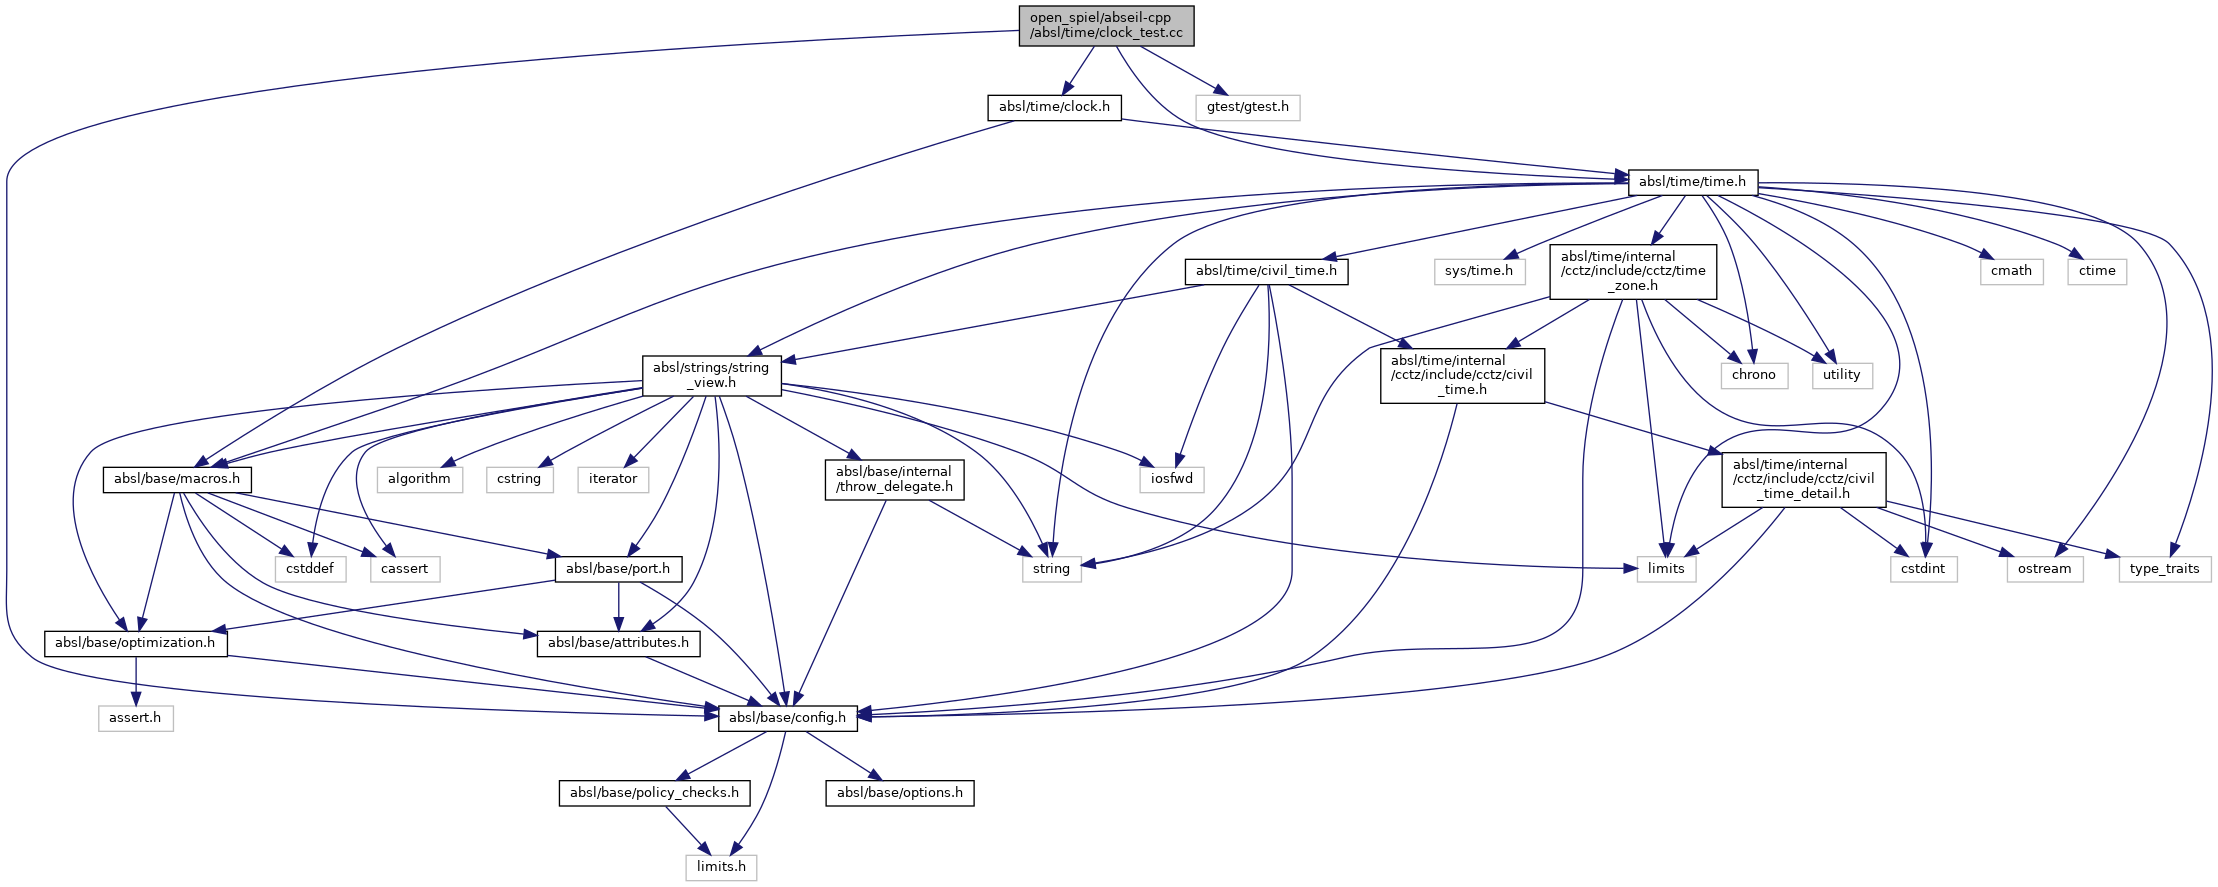 open_spiel/abseil-cpp
/absl/time/clock_test.cc
absl/time/clock.h
gtest/gtest.h
absl/time/time.h
absl/time/civil_time.h
sys/time.h
absl/time/internal
/cctz/include/cctz/time
_zone.h
cmath
ctime
absl/strings/string
_view.h
absl/time/internal
/cctz/include/cctz/civil
_time.h
chrono
utility
absl/base/macros.h
algorithm
cstring
iterator
absl/base/internal
/throw_delegate.h
iosfwd
absl/time/internal
/cctz/include/cctz/civil
_time_detail.h
cstddef
cassert
absl/base/port.h
string
limits
cstdint
ostream
type_traits
absl/base/optimization.h
absl/base/attributes.h
assert.h
absl/base/config.h
absl/base/policy_checks.h
absl/base/options.h
limits.h